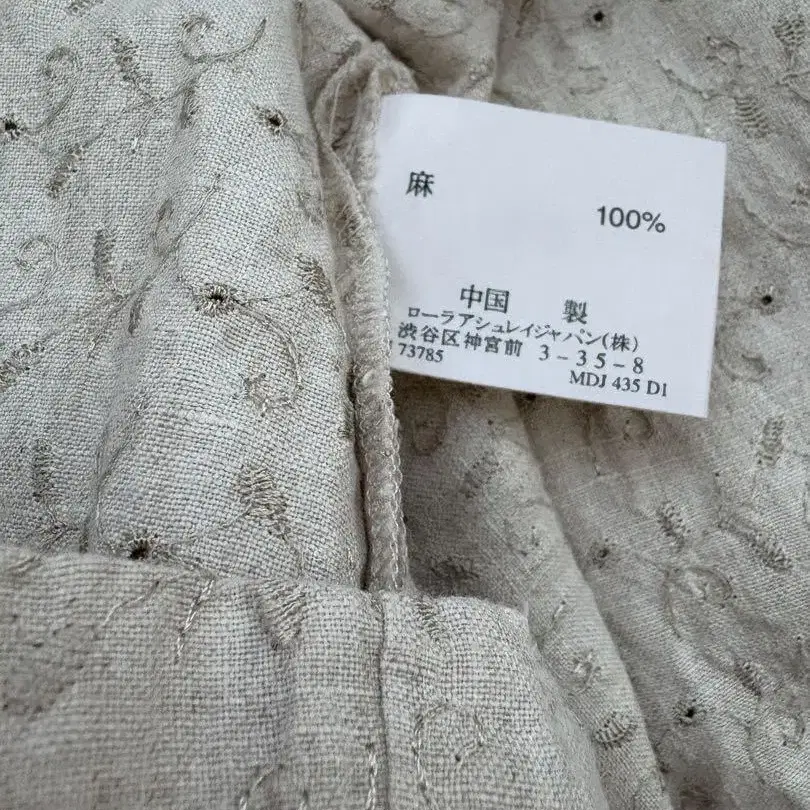 麻
100%
中国 製
ローラアシュレイジャパン(株)
渋谷区神宮前 3-35-8
73785
MDJ 435 D1